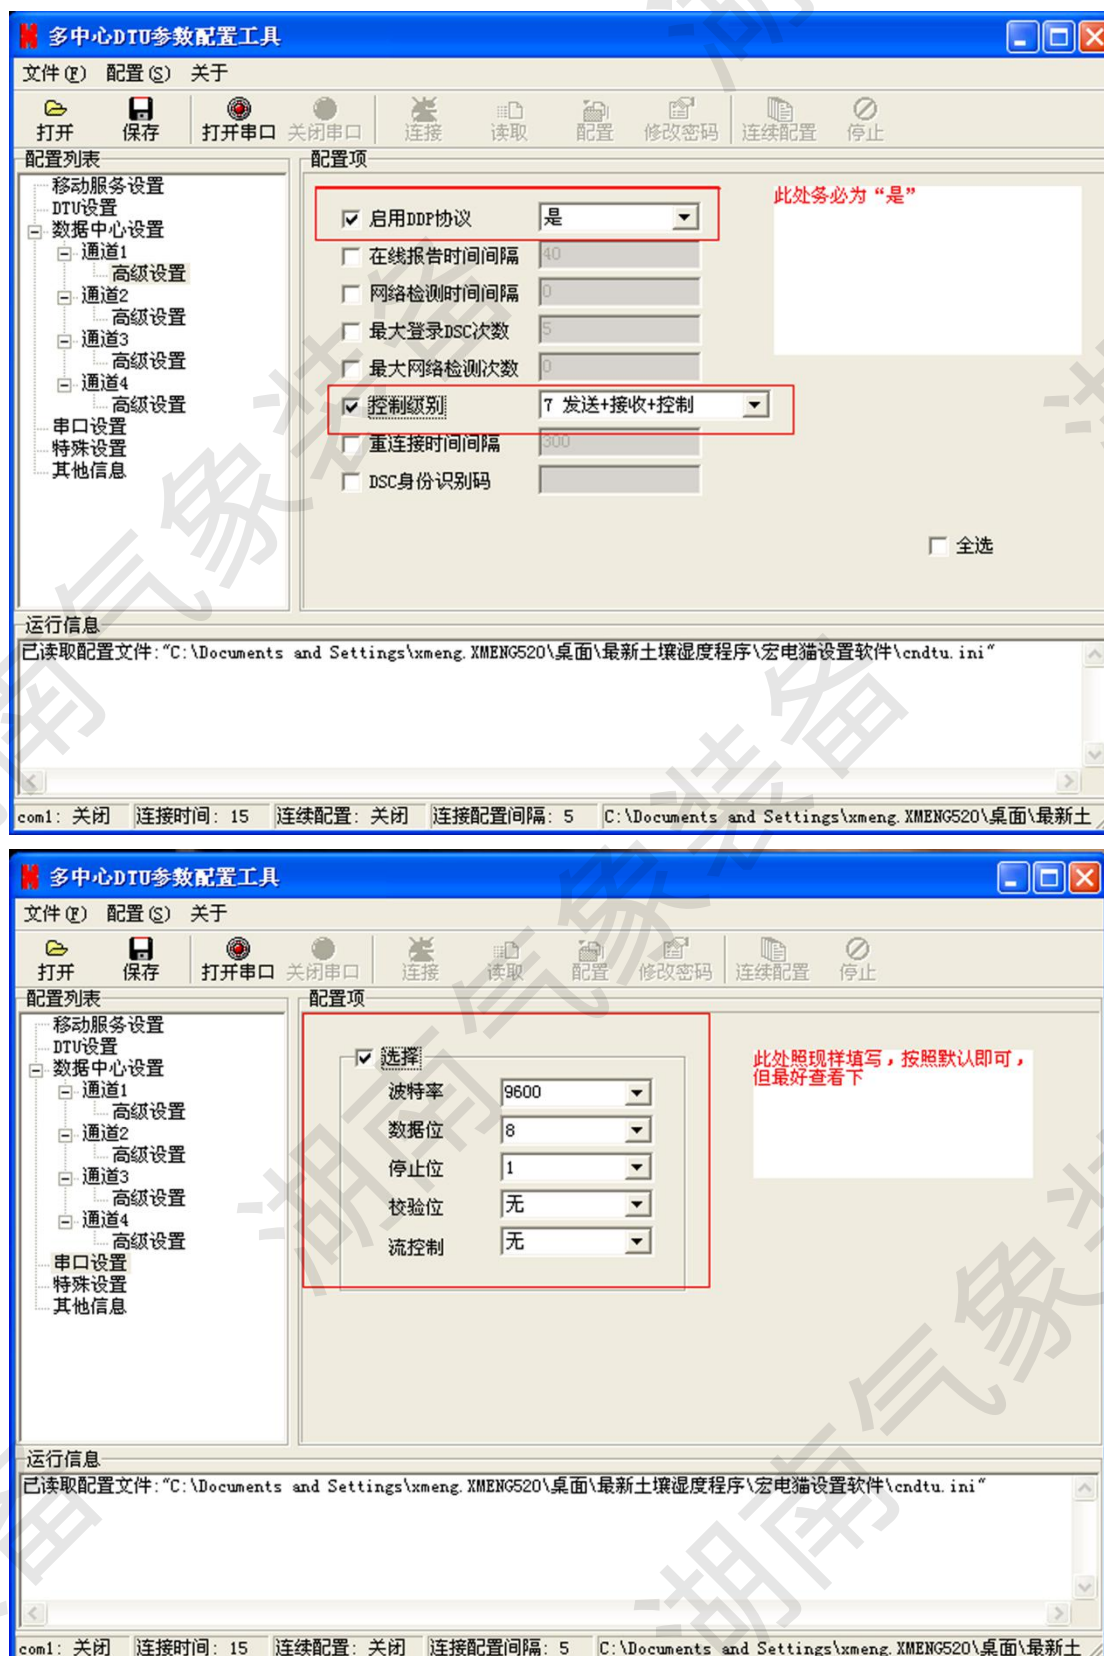 多中心DTU参数配置工具
文件(F) 配置(S) 关于
打开 保存 打开串口 关闭串口 连接 读取 配置 修改密码 连续配置 停止
配置列表
移动服务设置
DTU设置
数据中心设置
通道1
高级设置
通道2
高级设置
通道3
高级设置
通道4
高级设置
串口设置
特殊设置
其他信息
配置项
启用DDP协议 是
在线报告时间间隔 40
网络检测时间间隔 0
最大登录DSC次数 5
最大网络检测次数 0
控制级别 7 发送+接收+控制
重连接时间间隔 300
DSC身份识别码
此处务必为“是”
全选
运行信息
已读取配置文件:"C:\Documents and Settings\xmeng.XMENG520\桌面\最新土壤湿度程序\宏电猫设置软件\cndtu.ini"
com1: 关闭 连接时间: 15 连续配置: 关闭 连接配置间隔: 5 C:\Documents and Settings\xmeng.XMENG520\桌面\最新土
多中心DTU参数配置工具
文件(F) 配置(S) 关于
打开 保存 打开串口 关闭串口 连接 读取 配置 修改密码 连续配置 停止
配置列表
移动服务设置
DTU设置
数据中心设置
通道1
高级设置
通道2
高级设置
通道3
高级设置
通道4
高级设置
串口设置
特殊设置
其他信息
配置项
选择
波特率 9600
数据位 8
停止位 1
校验位 无
流控制 无
此处照现样填写，按照默认即可，
但最好查看下
运行信息
已读取配置文件:"C:\Documents and Settings\xmeng.XMENG520\桌面\最新土壤湿度程序\宏电猫设置软件\cndtu.ini"
com1: 关闭 连接时间: 15 连续配置: 关闭 连接配置间隔: 5 C:\Documents and Settings\xmeng.XMENG520\桌面\最新土
湖南气象装备